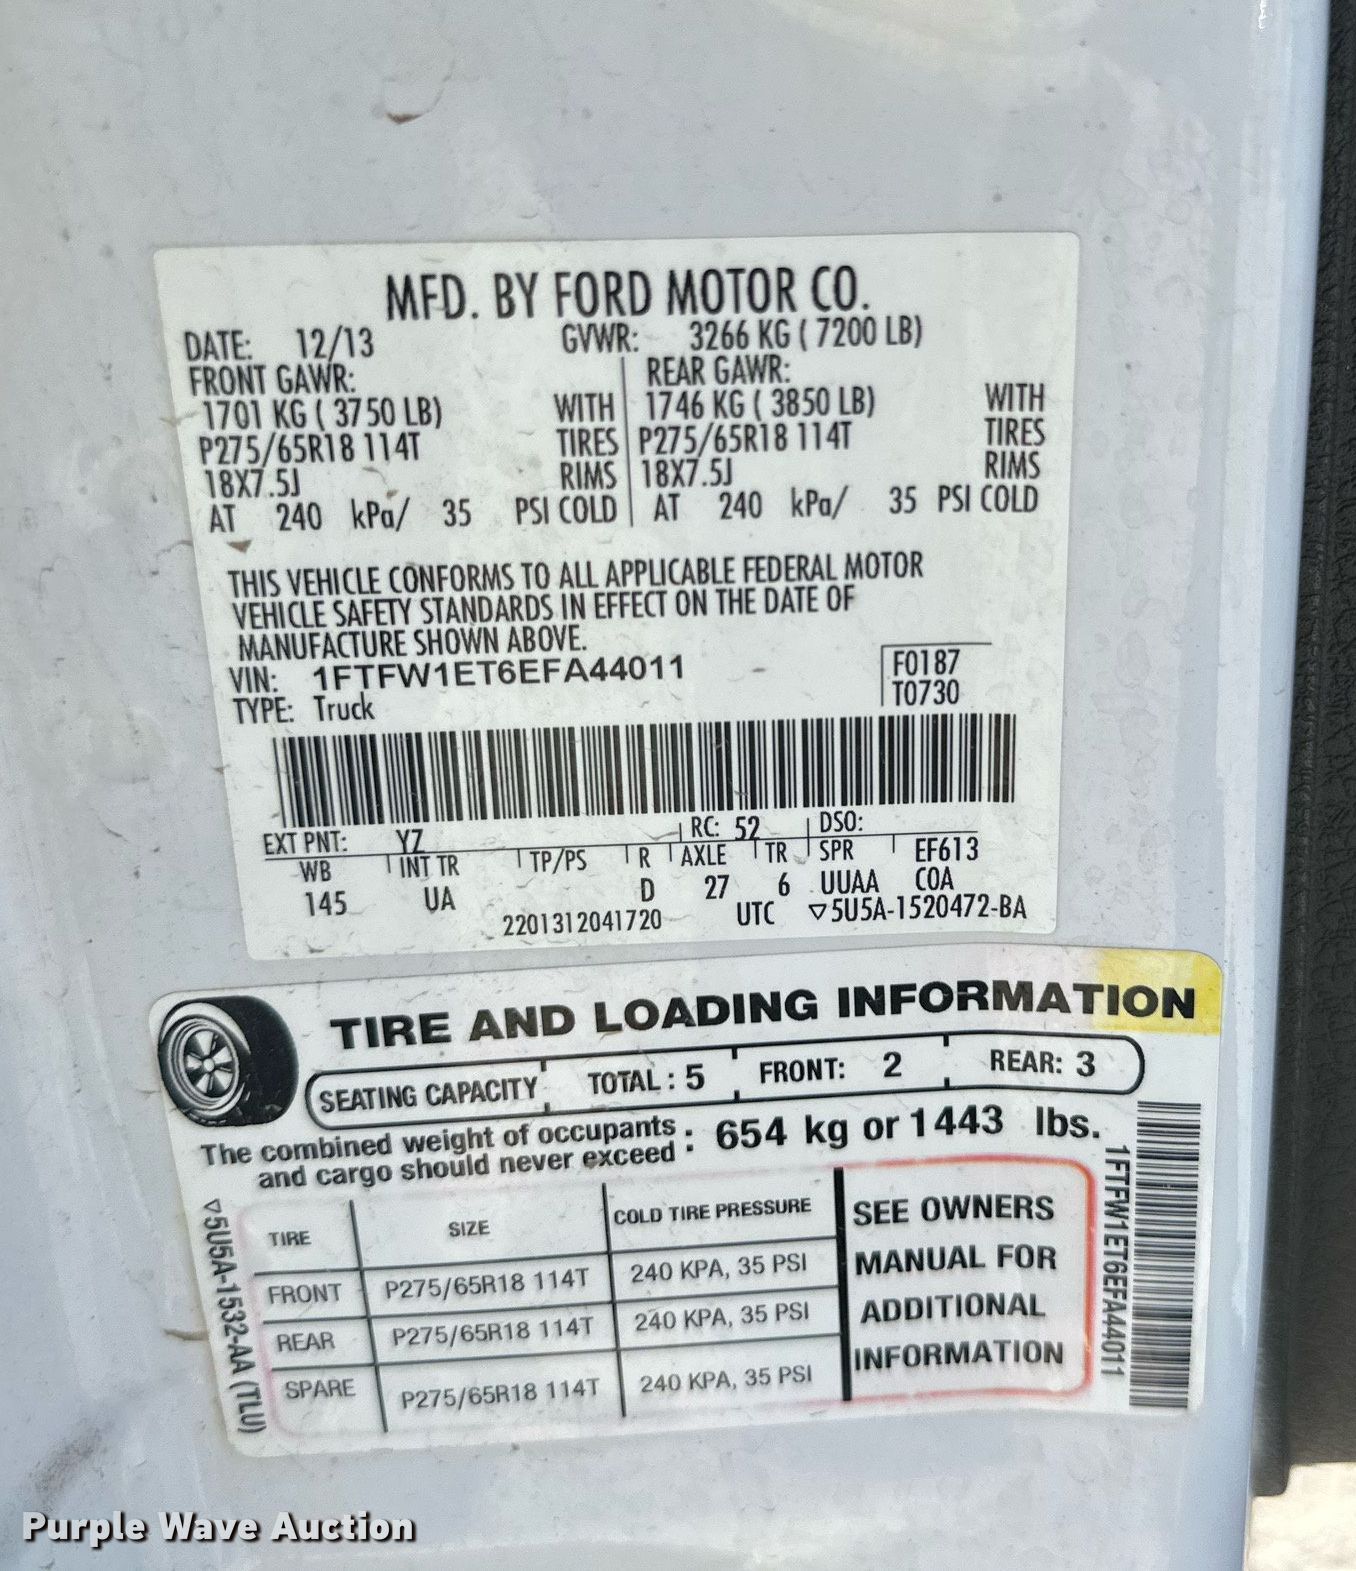 MFD. BY FORD MOTOR CO.
DATE: 12/13 GVWR: 3266 KG ( 7200 LB)
FRONT GAWR: REAR GAWR:
1701 KG ( 3750 LB) WITH 1746 KG ( 3850 LB) WITH
P275/65R18 114T TIRES P275/65R18 114T TIRES
18X7.5J RIMS 18X7.5J RIMS
AT 240 kPa/ 35 PSI COLD AT 240 kPa/ 35 PSI COLD
THIS VEHICLE CONFORMS TO ALL APPLICABLE FEDERAL MOTOR
VEHICLE SAFETY STANDARDS IN EFFECT ON THE DATE OF
MANUFACTURE SHOWN ABOVE.
VIN: 1FTFW1ET6EFA44011 F0187
TYPE: Truck T0730
EXT PNT: YZ RC: 52 DSO:
WB INT TR TP/PS R AXLE TR SPR EF613
145 UA D 27 6 UUAA COA
2201312041720 UTC ▽5U5A-1520472-BA
TIRE AND LOADING INFORMATION
SEATING CAPACITY TOTAL : 5 FRONT: 2 REAR: 3
The combined weight of occupants
and cargo should never exceed : 654 kg or 1443 lbs.
TIRE SIZE COLD TIRE PRESSURE
FRONT P275/65R18 114T 240 KPA, 35 PSI
REAR P275/65R18 114T 240 KPA, 35 PSI
SPARE P275/65R18 114T 240 KPA, 35 PSI
SEE OWNERS
MANUAL FOR
ADDITIONAL
INFORMATION
▽5U5A-1532-AA (TLU)
1FTFW1ET6EFA44011
Purple Wave Auction